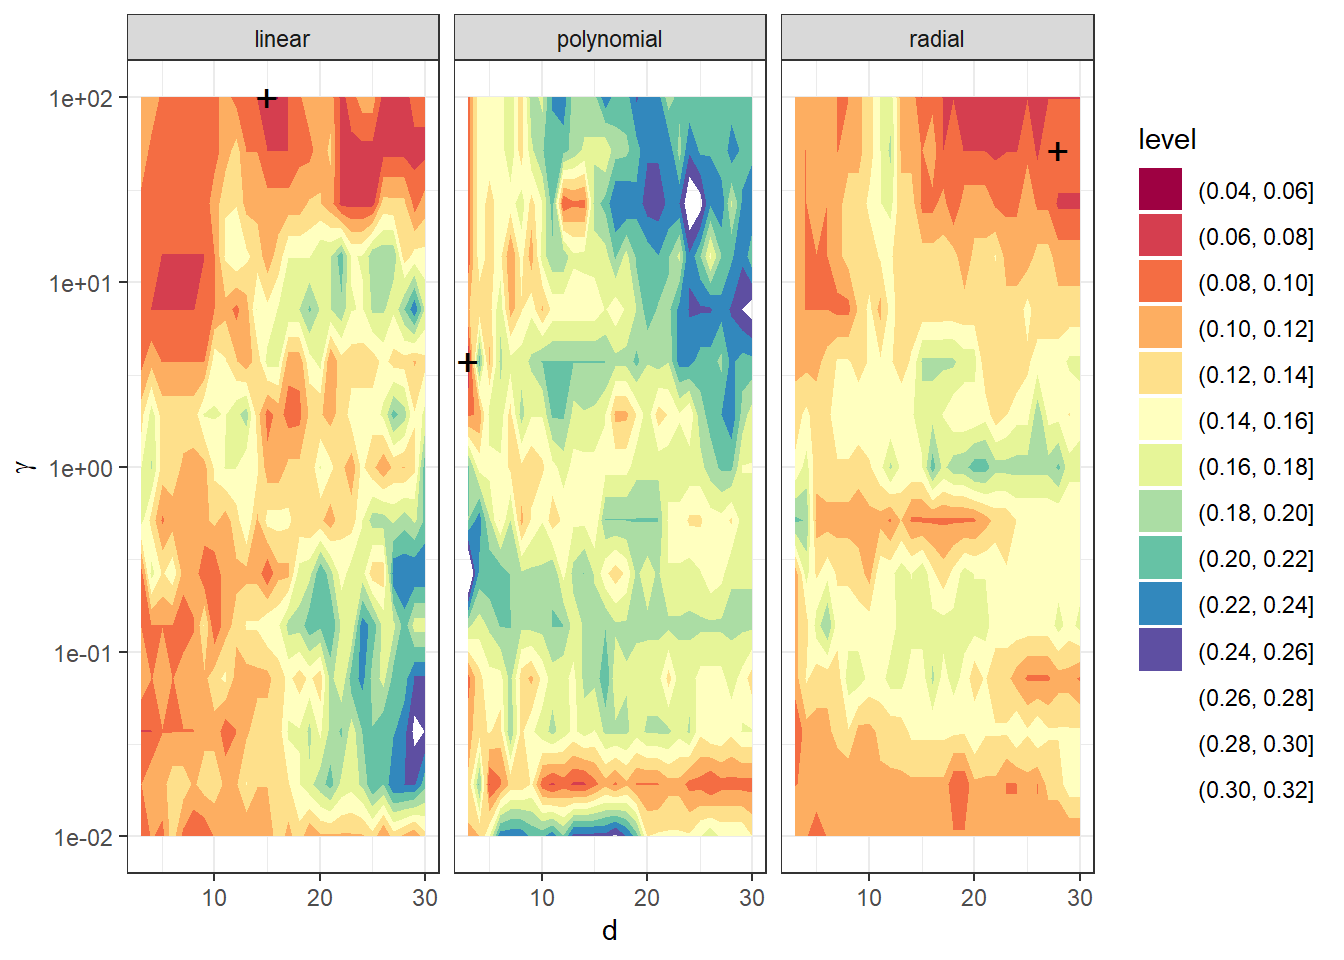 linear polynomial radial
level
1e+02
1e+01
1e+00
1e-01
1e-02
γ
10 20 30 10 20 30 10 20 30
d
(0.04, 0.06]
(0.06, 0.08]
(0.08, 0.10]
(0.10, 0.12]
(0.12, 0.14]
(0.14, 0.16]
(0.16, 0.18]
(0.18, 0.20]
(0.20, 0.22]
(0.22, 0.24]
(0.24, 0.26]
(0.26, 0.28]
(0.28, 0.30]
(0.30, 0.32]